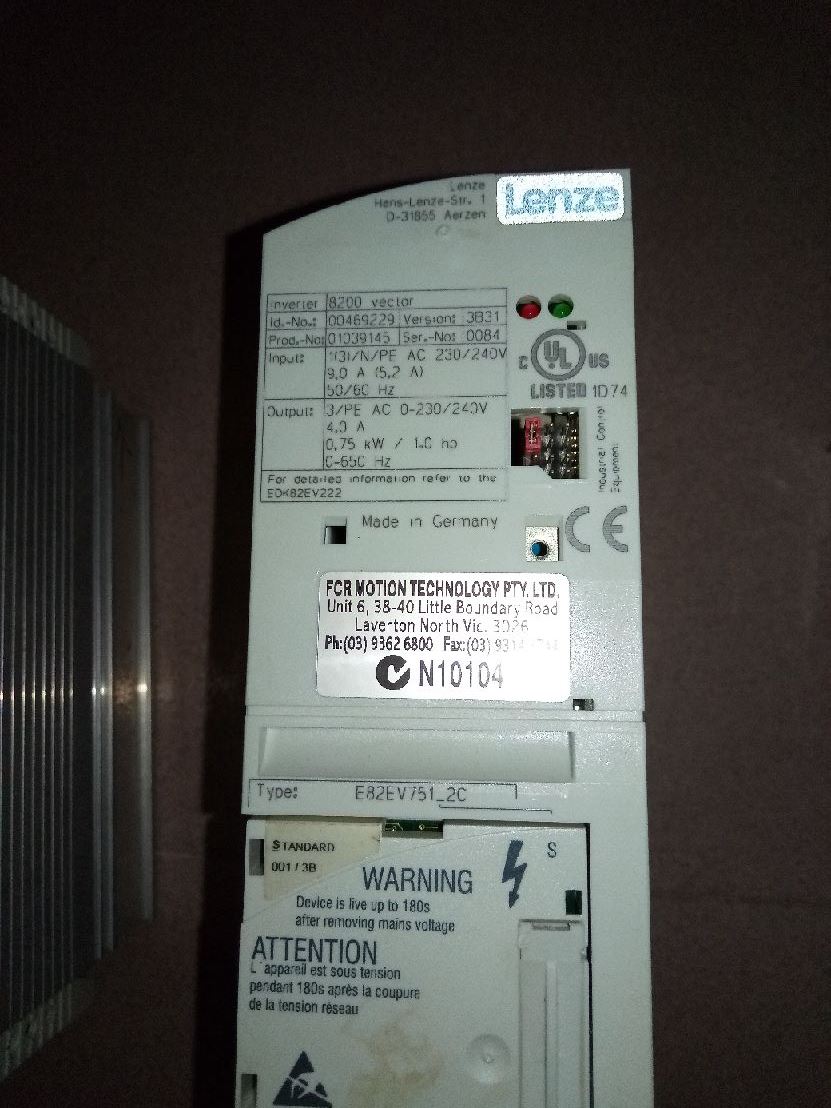 Lenze
Hans-Lenze-Str. 1
D-31855 Aerzen
Lenze
Inverter 8200 vector
Id.-No.: 00469229 Version: 3B31
Prod.-No: 01039145 Ser.-No: 0084
Input: 1(3)/N/PE AC 230/240V
9,0 A (5,2 A)
50/60 Hz
Output: 3/PE AC 0-230/240V
4,0 A
0,75 kW / 1.0 hp
0-650 Hz
For detailed information refer to the
EDK82EV222
C UL US
LISTED 1D74
Industrial Control
Equipment
Made in Germany
CE
FCR MOTION TECHNOLOGY PTY. LTD.
Unit 6, 38-40 Little Boundary Road
Laverton North Vic. 3026
Ph:(03) 9362 6800 Fax:(03)
N10104
Type: E82EV751_2C
STANDARD
001 / 3B
WARNING
S
Device is live up to 180s
after removing mains voltage
ATTENTION
L'appareil est sous tension
pendant 180s après la coupure
de la tension réseau